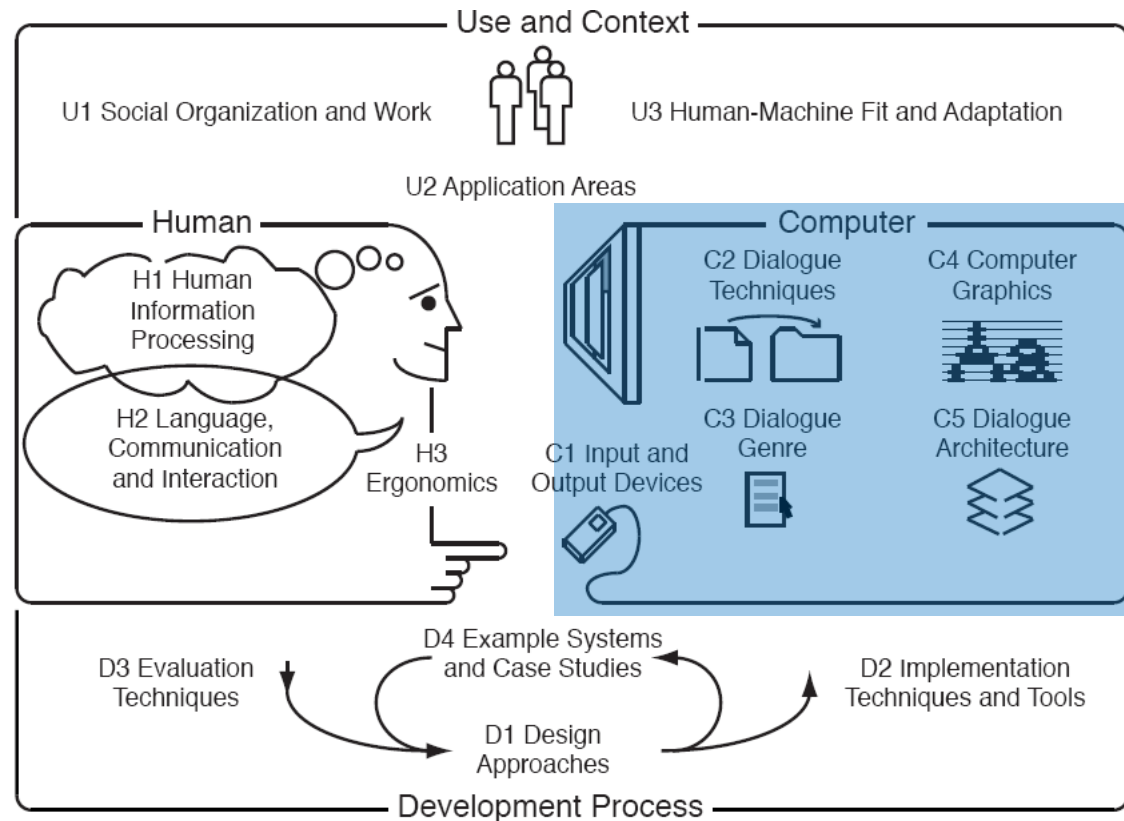 Use and Context
U1 Social Organization and Work
U3 Human-Machine Fit and Adaptation
U2 Application Areas
Human
H1 Human
Information
Processing
H2 Language,
Communication
and Interaction
H3
Ergonomics
Computer
C2 Dialogue
Techniques
C4 Computer
Graphics
C3 Dialogue
Genre
C5 Dialogue
Architecture
C1 Input and
Output Devices
D3 Evaluation
Techniques
D4 Example Systems
and Case Studies
D2 Implementation
Techniques and Tools
D1 Design
Approaches
Development Process